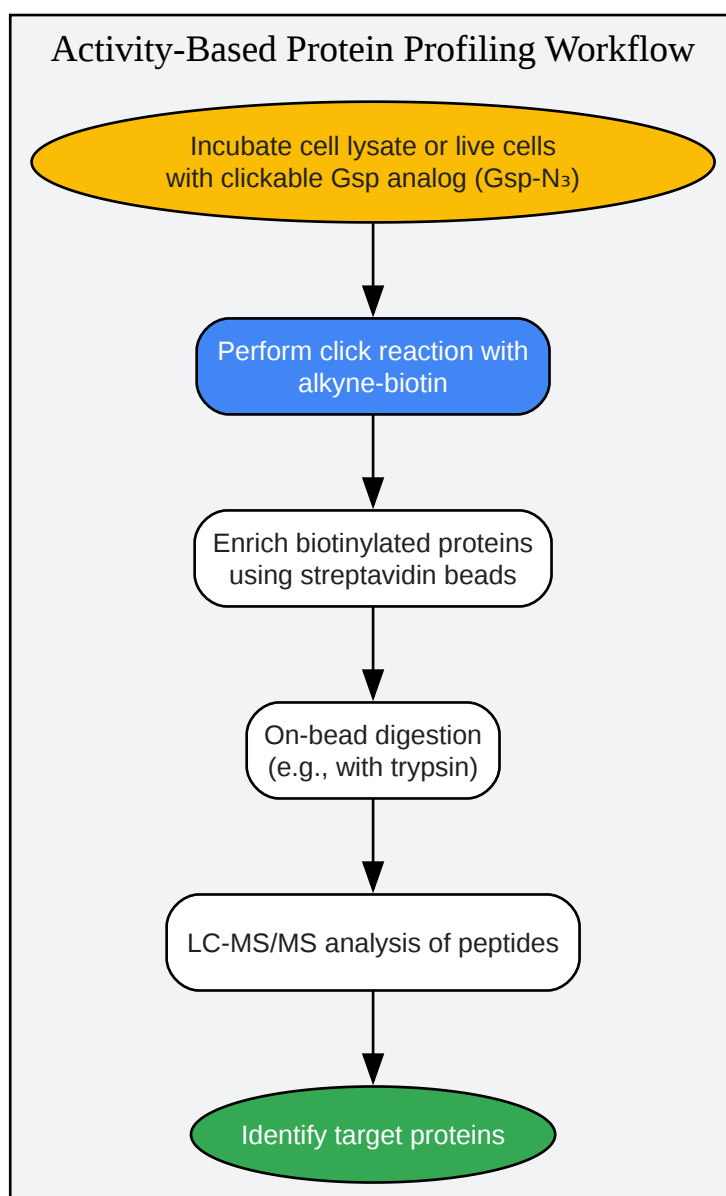 Activity-Based Protein Profiling Workflow
Incubate cell lysate or live cells
with clickable Gsp analog (Gsp-N₃)
Perform click reaction with
alkyne-biotin
Enrich biotinylated proteins
using streptavidin beads
On-bead digestion
(e.g., with trypsin)
LC-MS/MS analysis of peptides
Identify target proteins